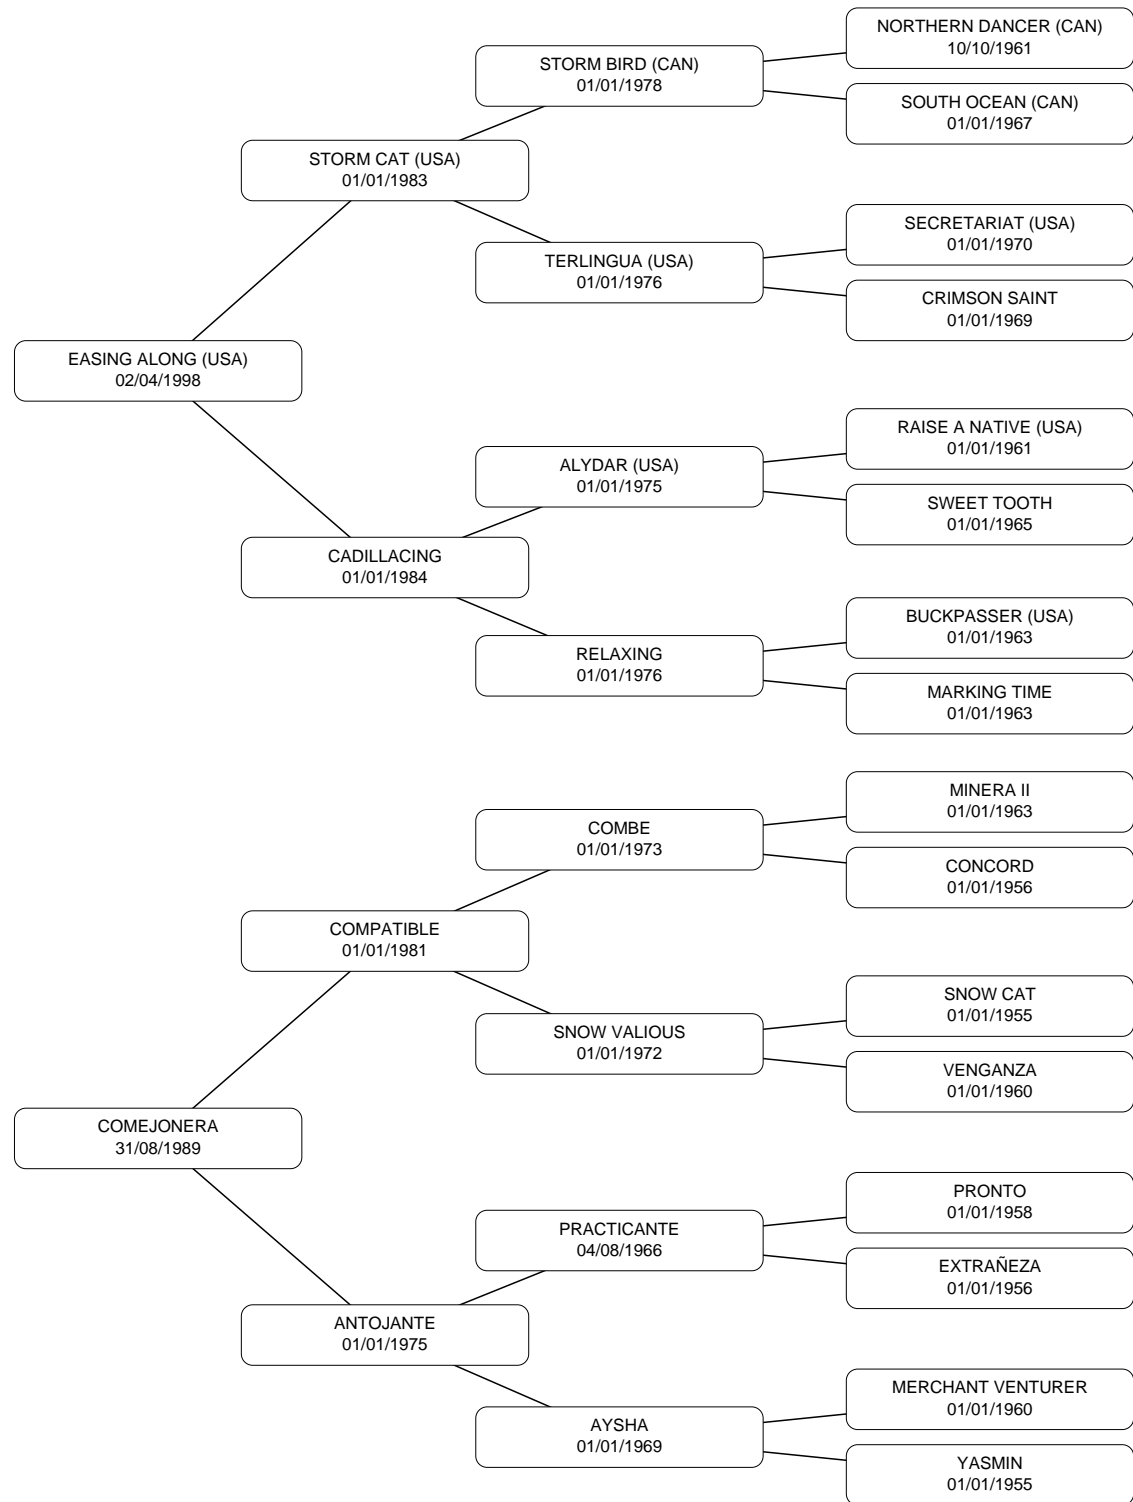 NORTHERN DANCER (CAN)
10/10/1961
STORM BIRD (CAN)
01/01/1978
SOUTH OCEAN (CAN)
01/01/1967
STORM CAT (USA)
01/01/1983
SECRETARIAT (USA)
01/01/1970
TERLINGUA (USA)
01/01/1976
CRIMSON SAINT
01/01/1969
EASING ALONG (USA)
02/04/1998
RAISE A NATIVE (USA)
01/01/1961
ALYDAR (USA)
01/01/1975
SWEET TOOTH
01/01/1965
CADILLACING
01/01/1984
BUCKPASSER (USA)
01/01/1963
RELAXING
01/01/1976
MARKING TIME
01/01/1963
MINERA II
01/01/1963
COMBE
01/01/1973
CONCORD
01/01/1956
COMPATIBLE
01/01/1981
SNOW CAT
01/01/1955
SNOW VALIOUS
01/01/1972
VENGANZA
01/01/1960
COMEJONERA
31/08/1989
PRONTO
01/01/1958
PRACTICANTE
04/08/1966
EXTRAÑEZA
01/01/1956
ANTOJANTE
01/01/1975
MERCHANT VENTURER
01/01/1960
AYSHA
01/01/1969
YASMIN
01/01/1955